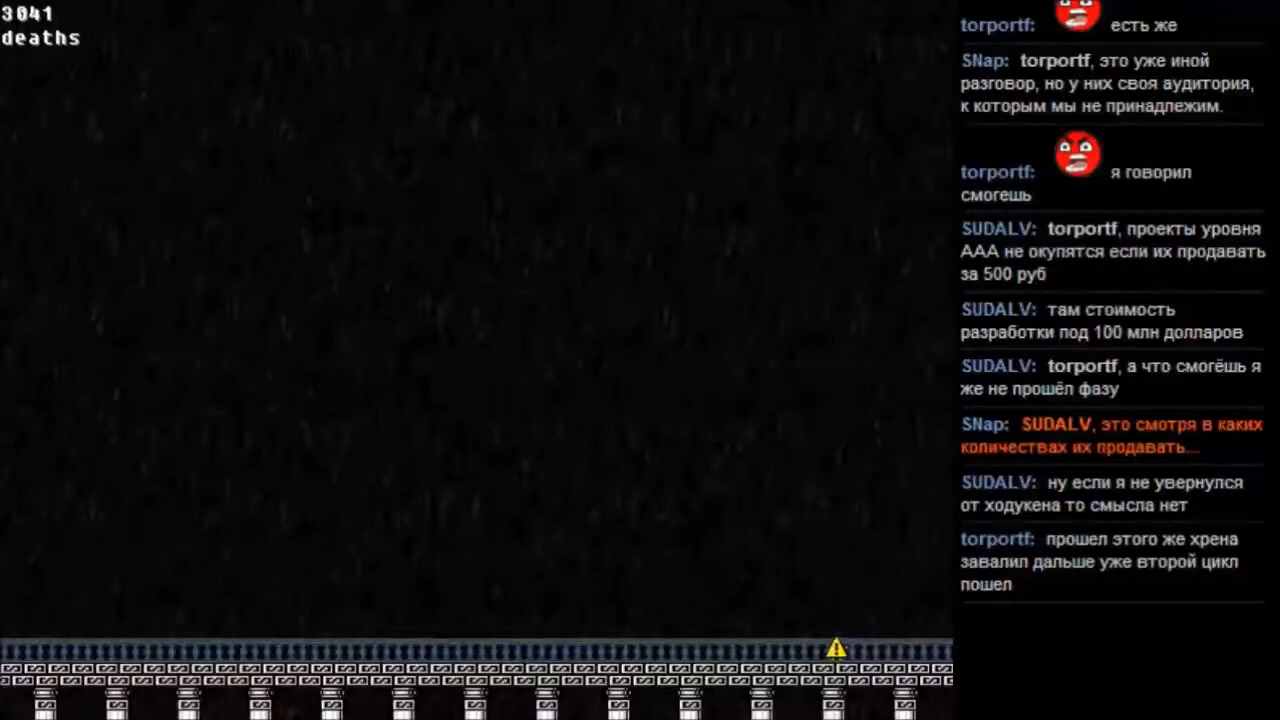 3041
deaths
torportf: есть же
SNap: torportf, это уже иной
разговор, но у них своя аудитория,
к которым мы не принадлежим.
torportf: я говорил
смогешь
SUDALV: torportf, проекты уровня
ААА не окупятся если их продавать
за 500 руб
SUDALV: там стоимость
разработки под 100 млн долларов
SUDALV: torportf, а что смогёшь я
же не прошёл фазу
SNap: SUDALV, это смотря в каких
количествах их продавать...
SUDALV: ну если я не увернулся
от ходукена то смысла нет
torportf: прошел этого же хрена
завалил дальше уже второй цикл
пошел